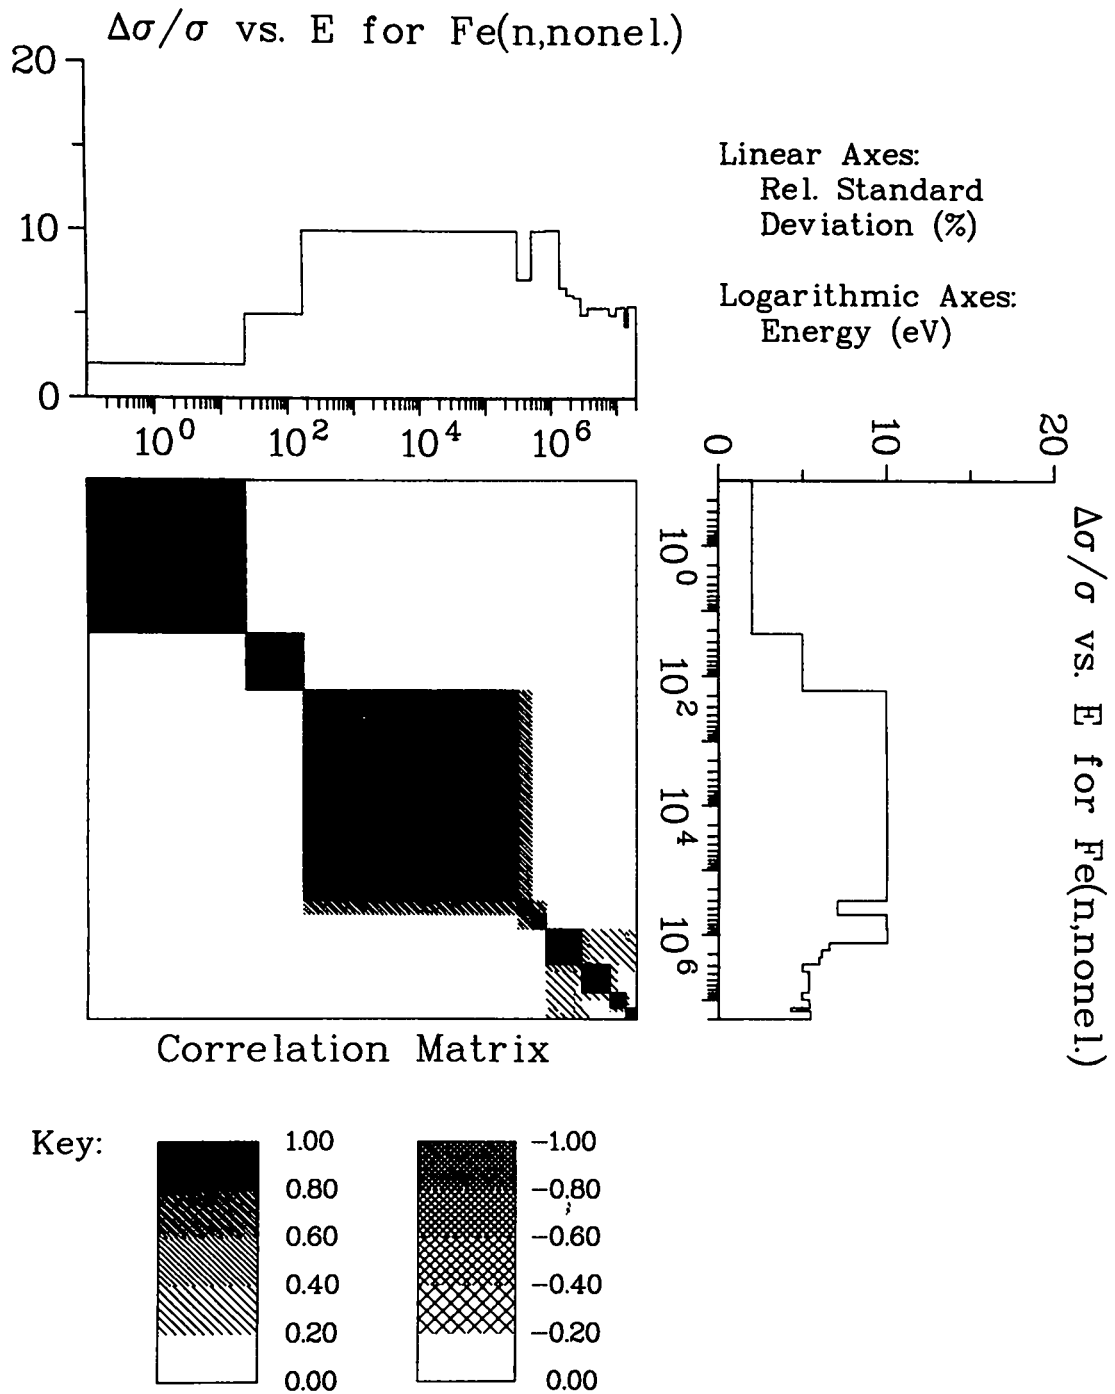 Δσ/σ vs. E for Fe(n,nonel.)
20
10
0
10^0 10^2 10^4 10^6
Linear Axes:
Rel. Standard
Deviation (%)
Logarithmic Axes:
Energy (eV)
0 10 20
10^0
10^2
10^4
10^6
Δσ/σ vs. E for Fe(n,nonel.)
Correlation Matrix
Key:
1.00
0.80
0.60
0.40
0.20
0.00
-1.00
-0.80
-0.60
-0.40
-0.20
0.00